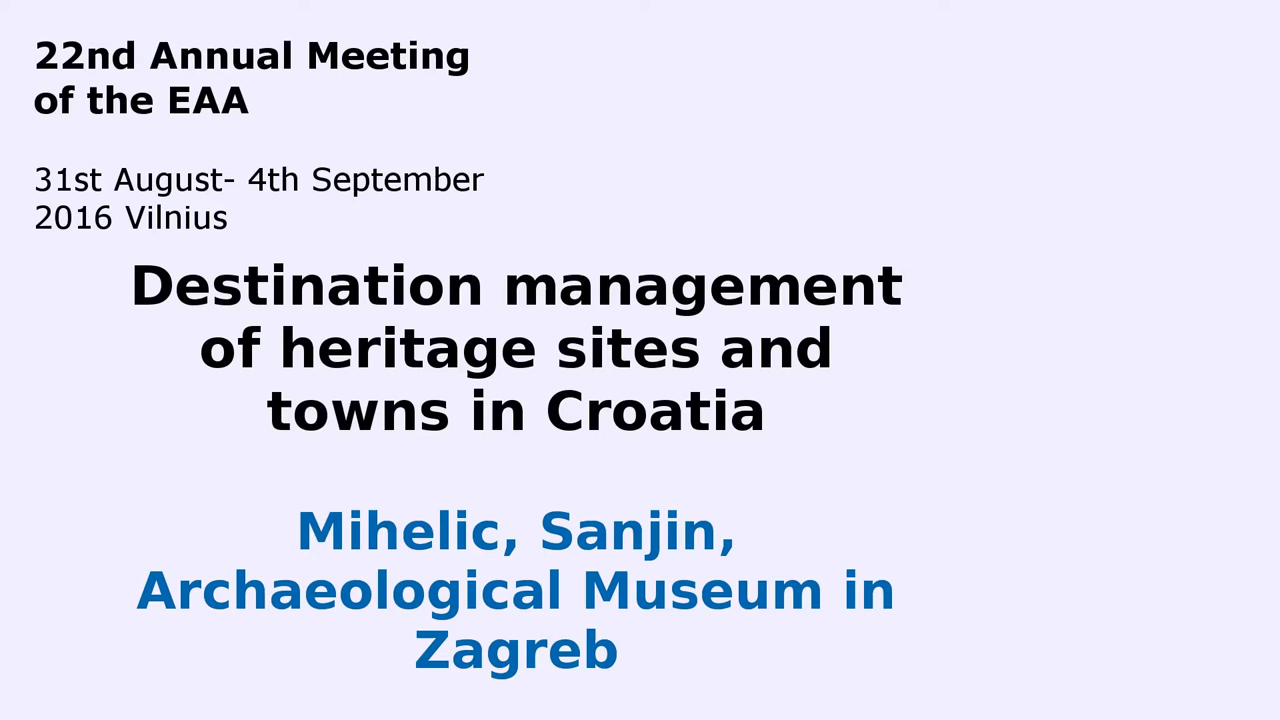 22nd Annual Meeting
of the EAA
31st August- 4th September
2016 Vilnius
Destination management
of heritage sites and
towns in Croatia
Mihelic, Sanjin,
Archaeological Museum in
Zagreb